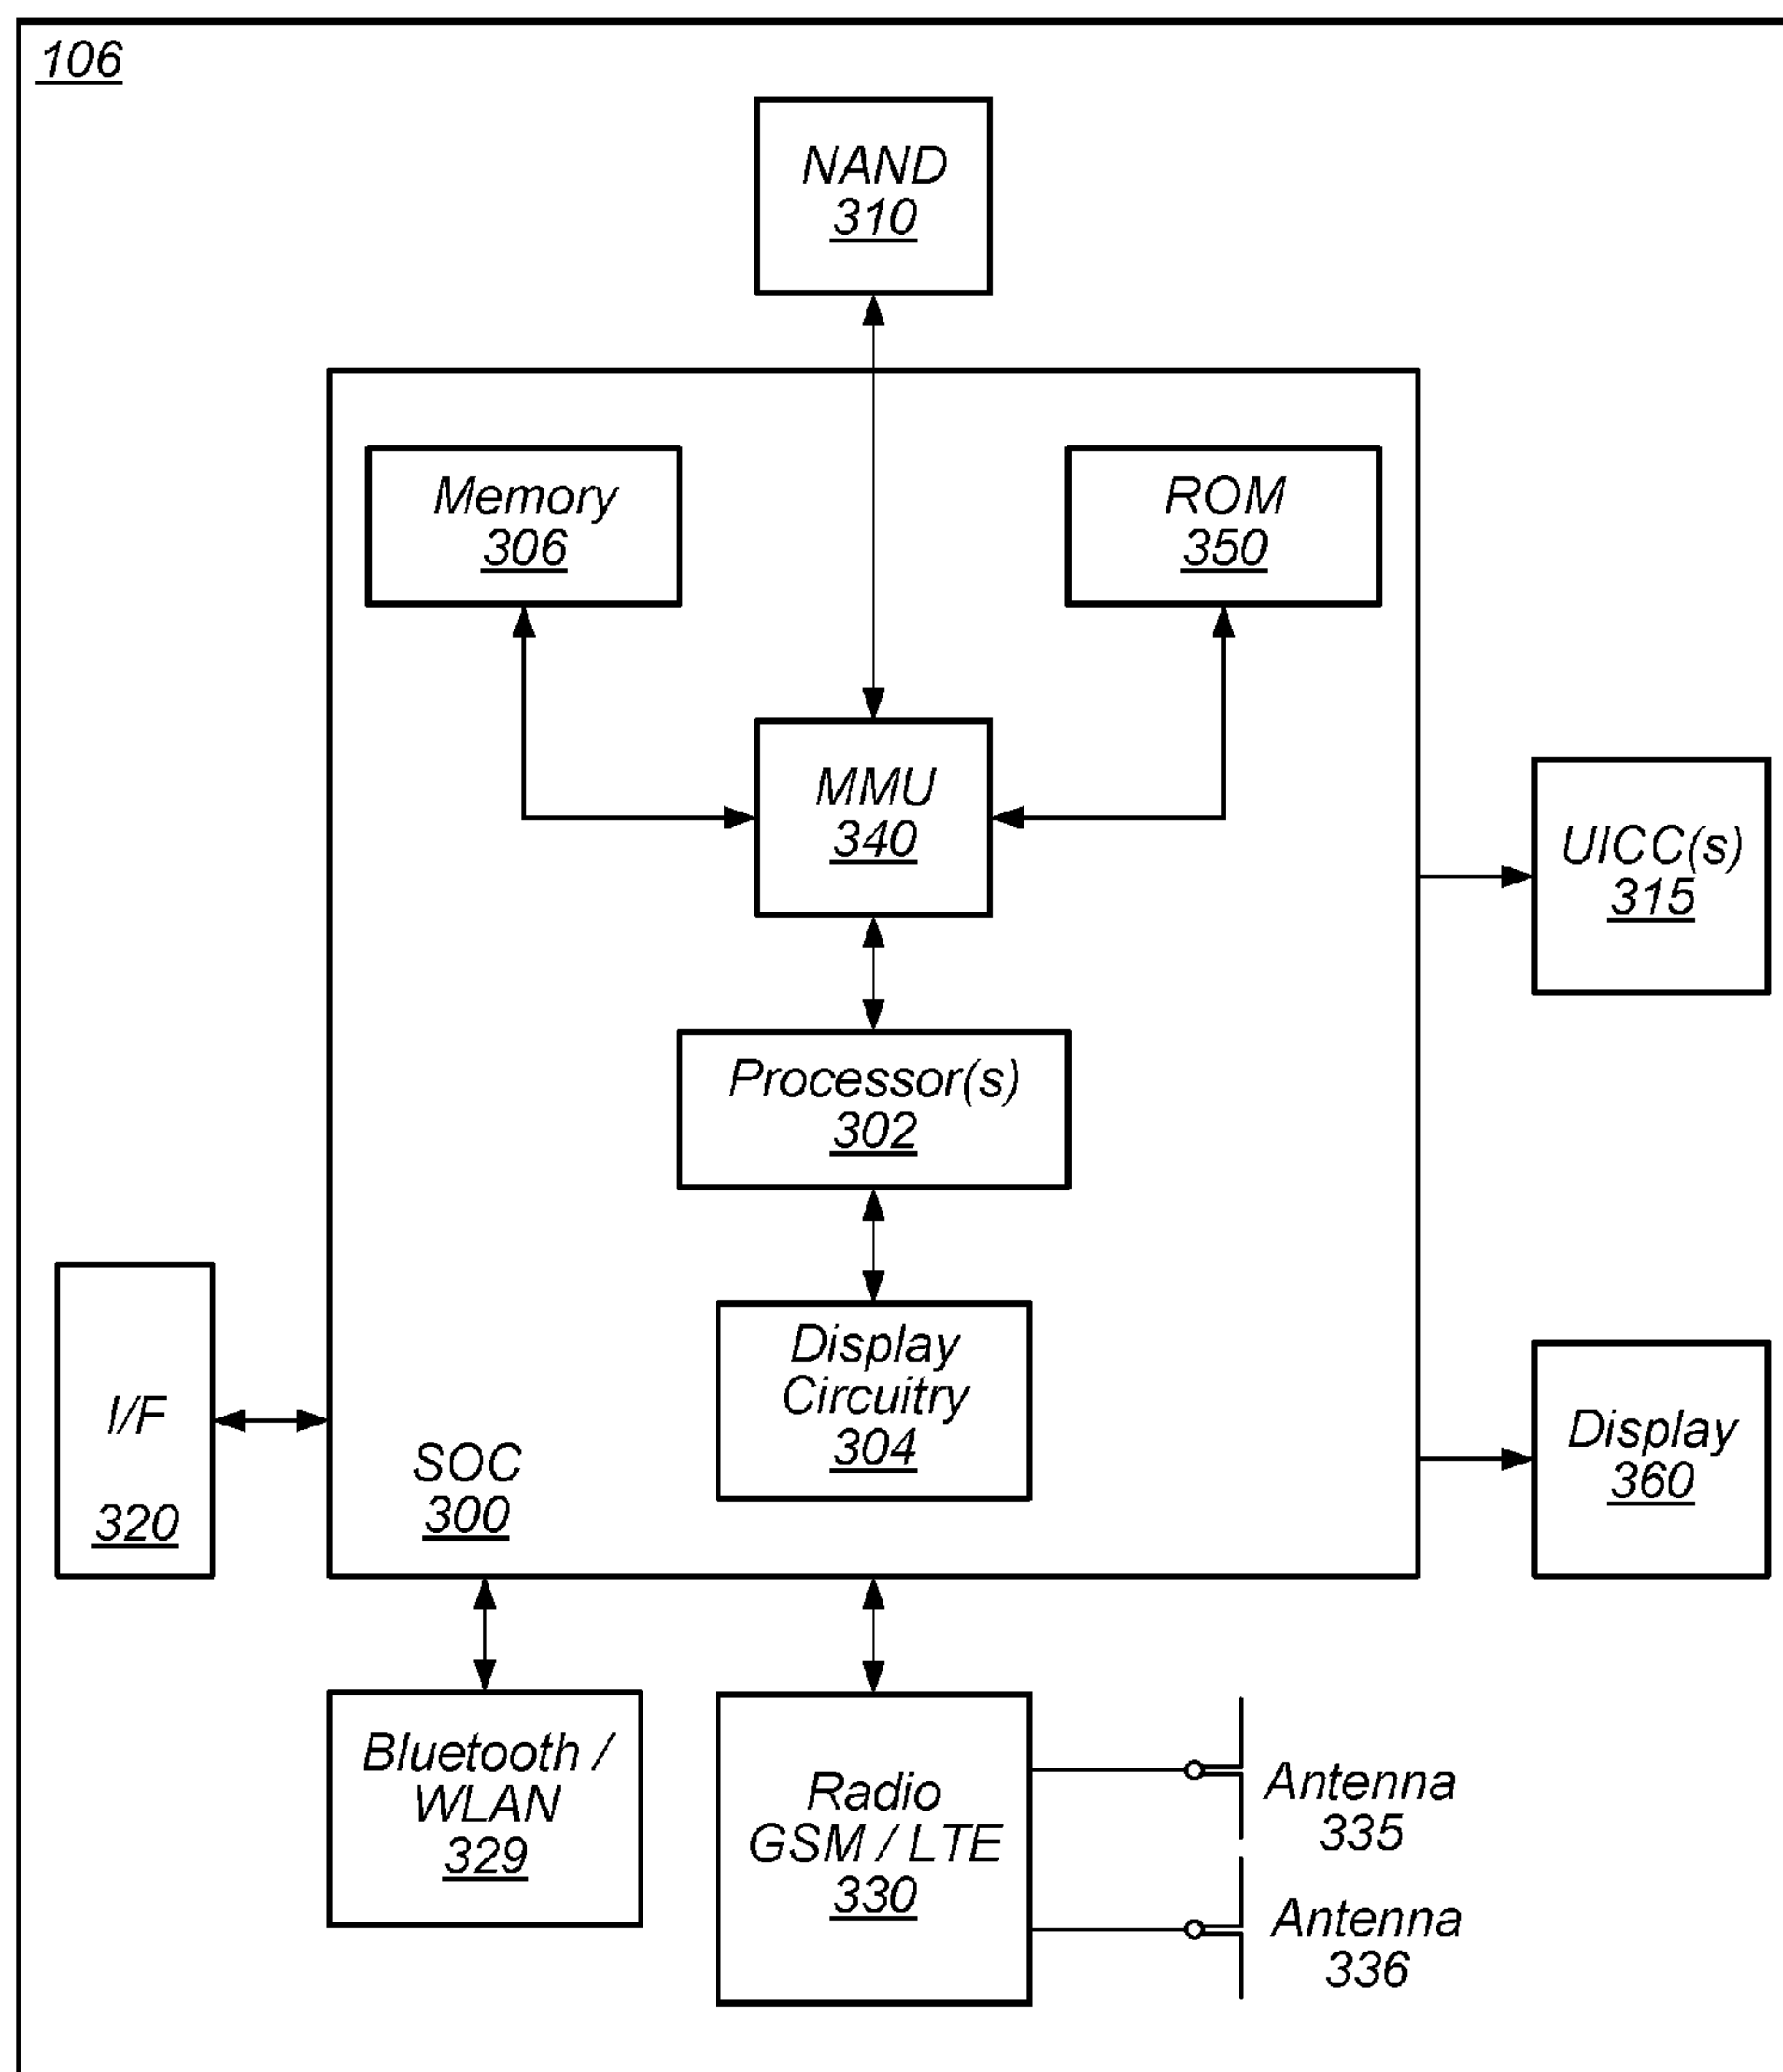 106
NAND
310
Memory
306
ROM
350
MMU
340
UICC(s)
315
Processor(s)
302
Display
Circuitry
304
I/F
320
SOC
300
Display
360
Bluetooth /
WLAN
329
Radio
GSM / LTE
330
Antenna
335
Antenna
336